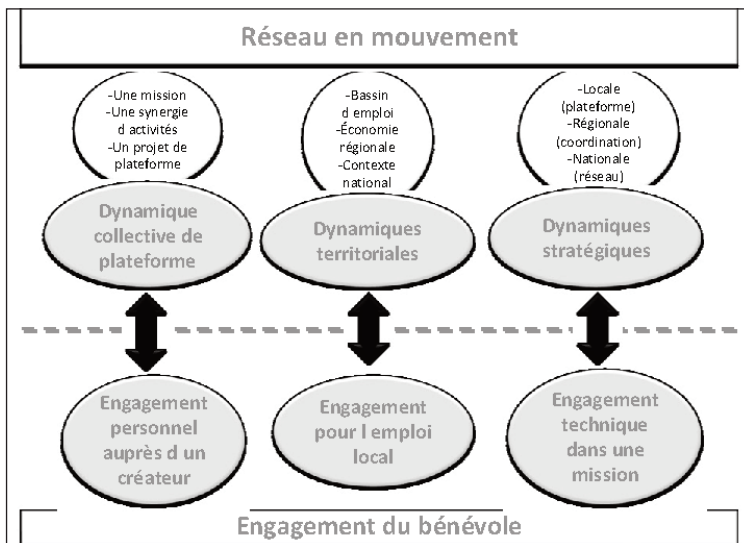 Réseau en mouvement
-Une mission
-Une synergie
d activités
-Un projet de
plateforme
-Bassin
d emploi
-Économie
régionale
-Contexte
national
-Locale
(plateforme)
-Régionale
(coordination)
-Nationale
(réseau)
Dynamique
collective de
plateforme
Dynamiques
territoriales
Dynamiques
stratégiques
Engagement
personnel
auprès d un
créateur
Engagement
pour l emploi
local
Engagement
technique
dans une
mission
Engagement du bénévole